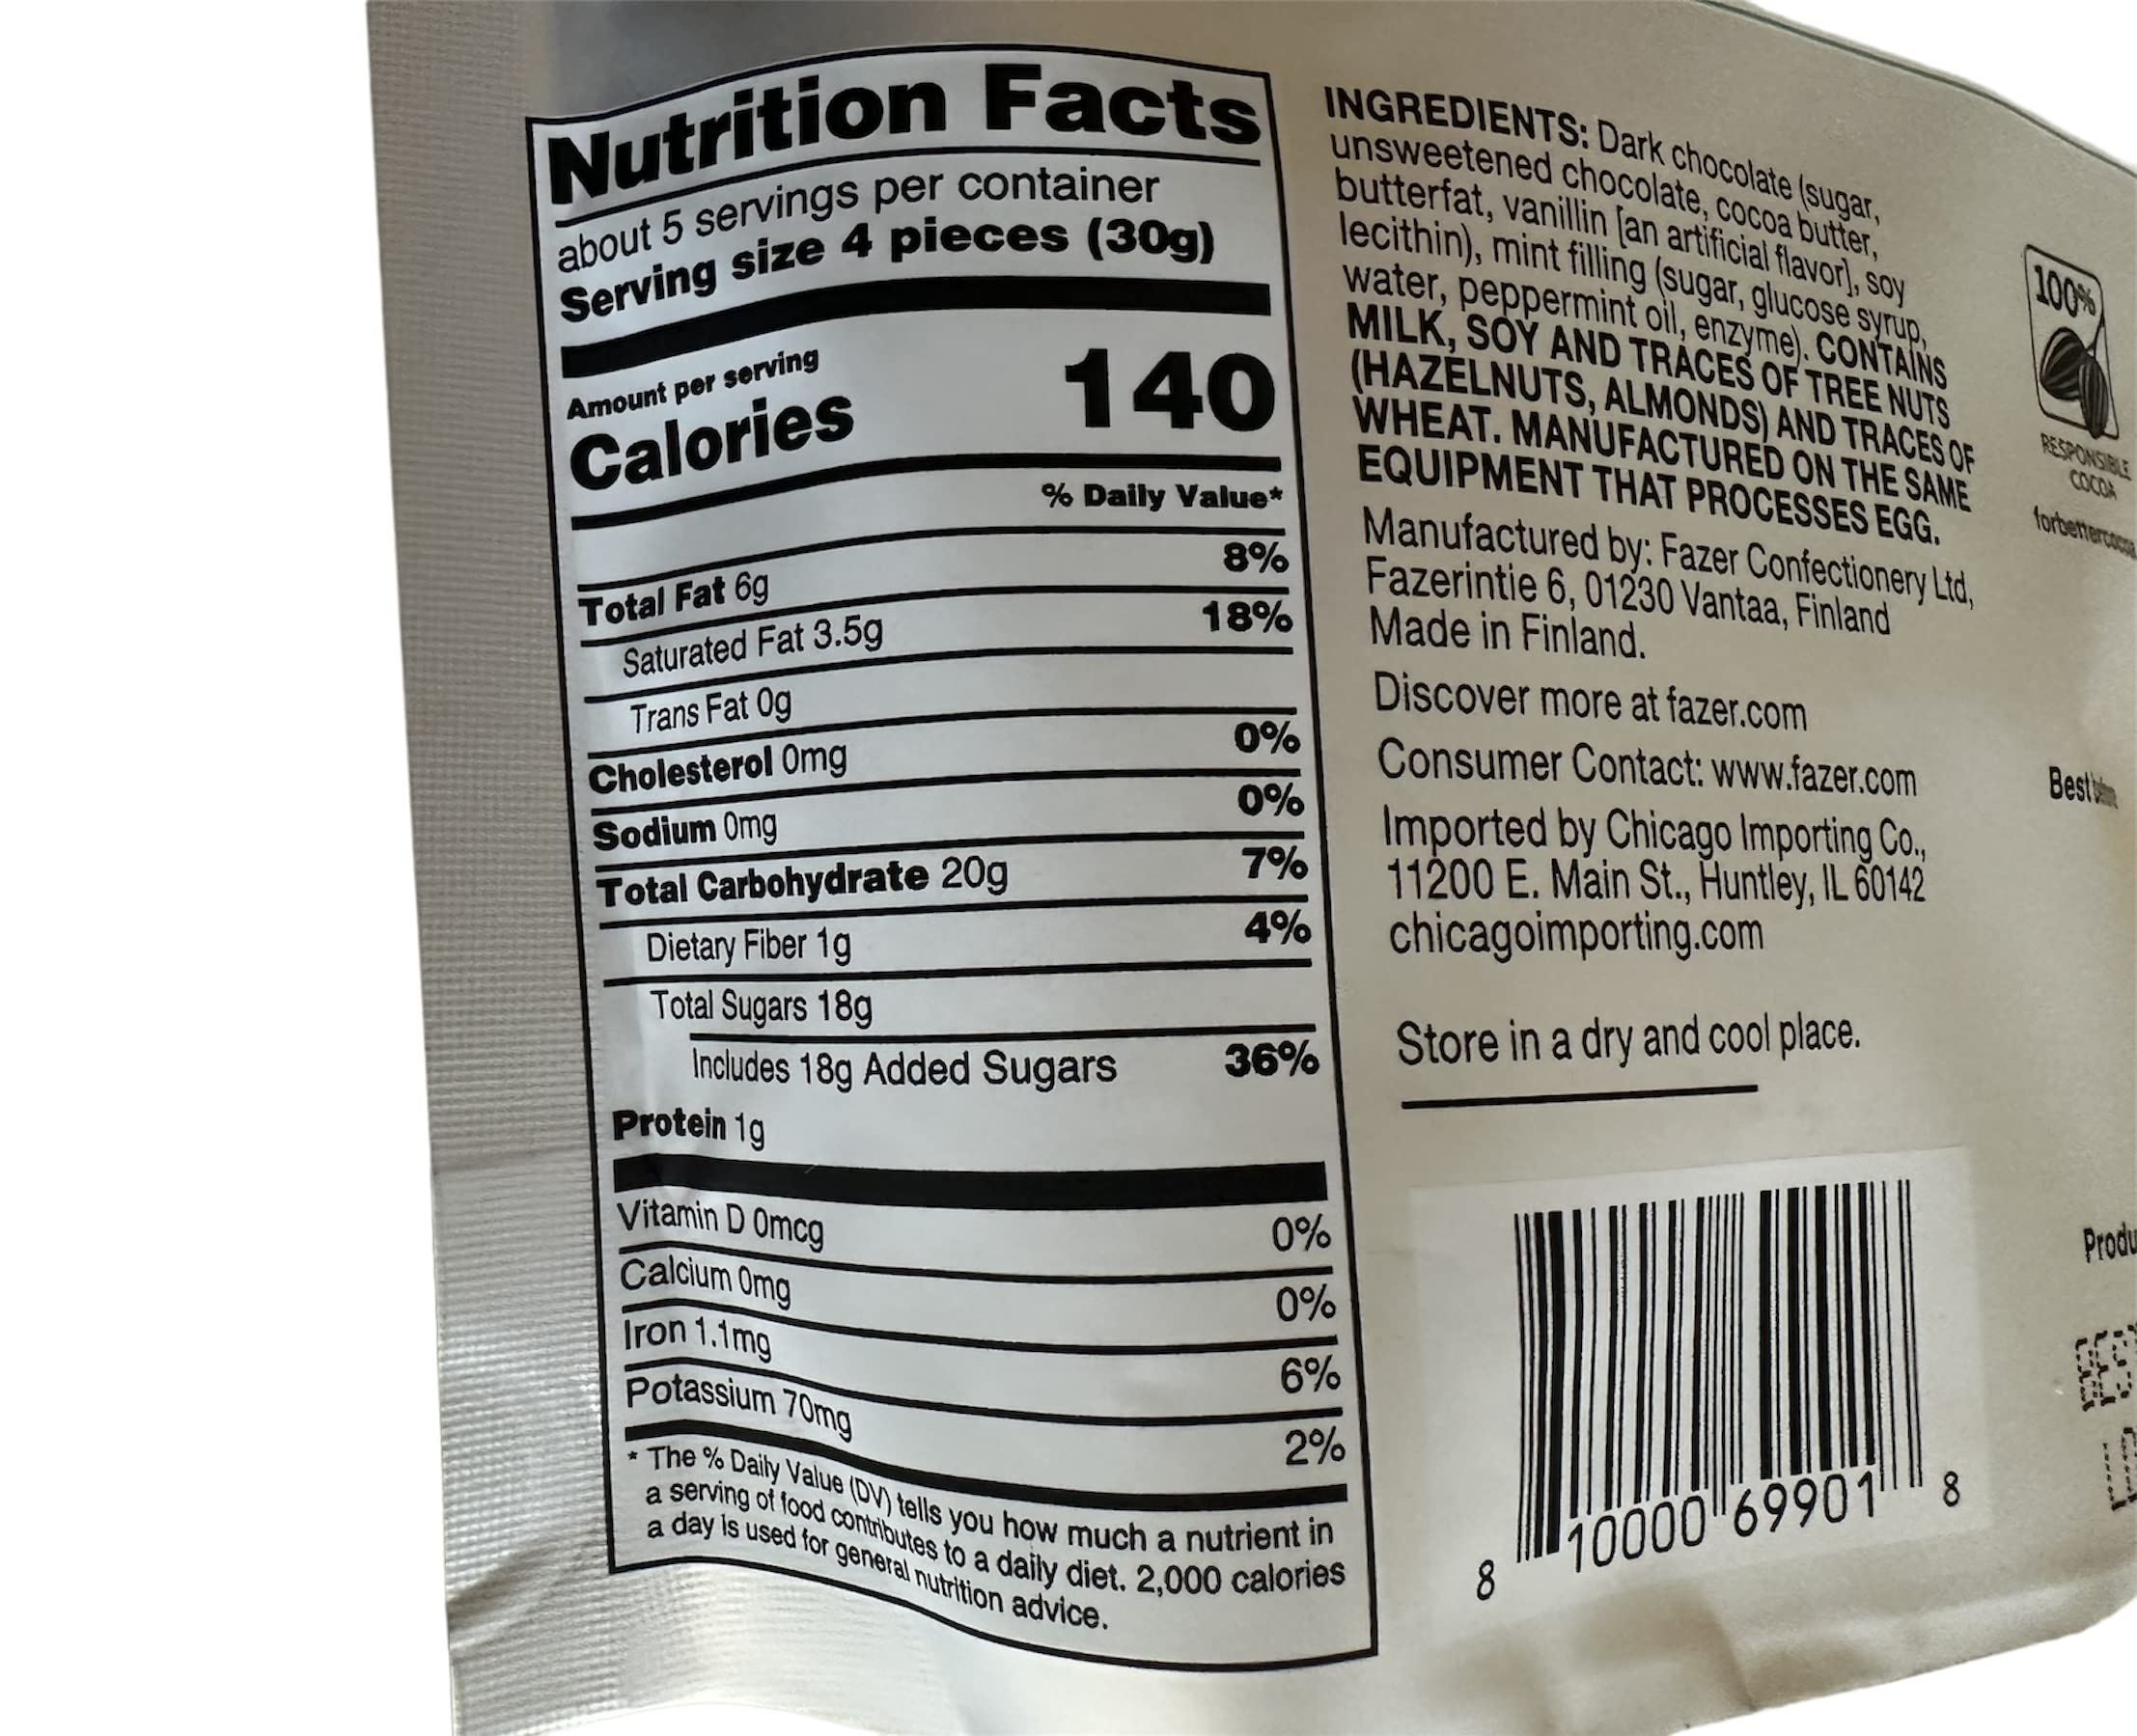 Nutrition Facts
about 5 servings per container
Serving size 4 pieces (30g)
Amount per serving
Calories 140
% Daily Value*
Total Fat 6g 8%
Saturated Fat 3.5g 18%
Trans Fat 0g
Cholesterol 0mg 0%
Sodium 0mg 0%
Total Carbohydrate 20g 7%
Dietary Fiber 1g 4%
Total Sugars 18g
Includes 18g Added Sugars 36%
Protein 1g
Vitamin D 0mcg 0%
Calcium 0mg 0%
Iron 1.1mg 6%
Potassium 70mg 2%
* The % Daily Value (DV) tells you how much a nutrient in
a serving of food contributes to a daily diet. 2,000 calories
a day is used for general nutrition advice.
INGREDIENTS: Dark chocolate (sugar,
unsweetened chocolate, cocoa butter,
butterfat, vanillin [an artificial flavor], soy
lecithin), mint filling (sugar, glucose syrup,
water, peppermint oil, enzyme). CONTAINS
MILK, SOY AND TRACES OF TREE NUTS
(HAZELNUTS, ALMONDS) AND TRACES OF
WHEAT. MANUFACTURED ON THE SAME
EQUIPMENT THAT PROCESSES EGG.
Manufactured by: Fazer Confectionery Ltd,
Fazerintie 6, 01230 Vantaa, Finland
Made in Finland.
Discover more at fazer.com
Consumer Contact: www.fazer.com
Imported by Chicago Importing Co.,
11200 E. Main St., Huntley, IL 60142
chicagoimporting.com
Store in a dry and cool place.
8 10000 69901 8
100%
RESPONSIBLE
COCOA
forbettercocoa
Best
Produ